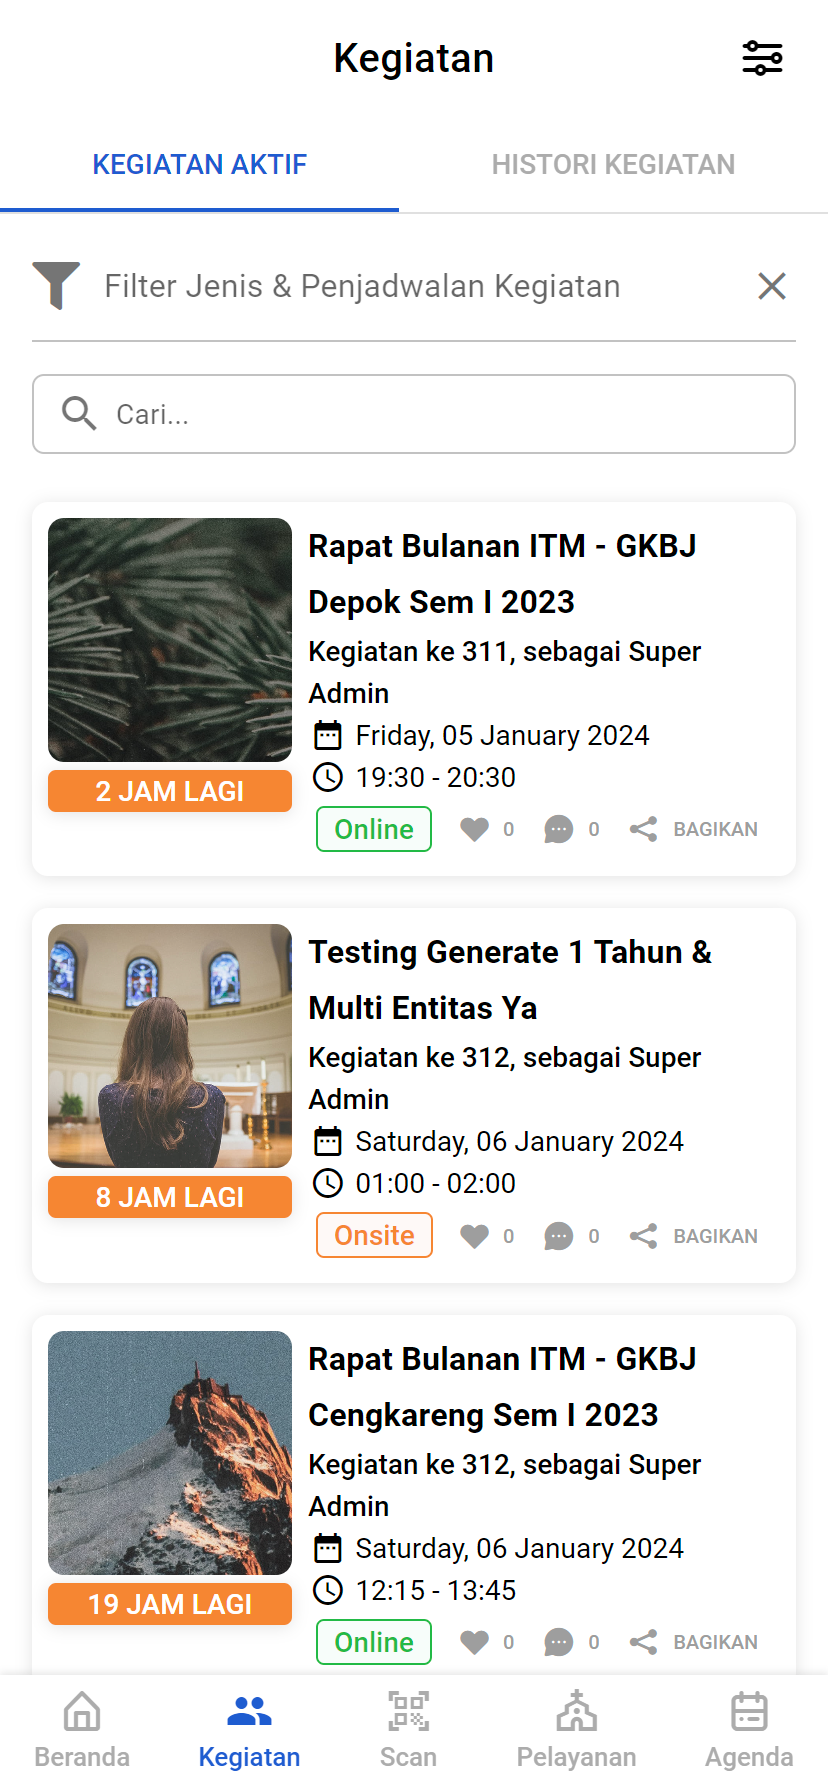 Kegiatan
KEGIATAN AKTIF
HISTORI KEGIATAN
Filter Jenis & Penjadwalan Kegiatan
Cari...
Rapat Bulanan ITM - GKBJ
Depok Sem I 2023
Kegiatan ke 311, sebagai Super
Admin
Friday, 05 January 2024
19:30 - 20:30
2 JAM LAGI
Online
0
0
BAGIKAN
Testing Generate 1 Tahun &
Multi Entitas Ya
Kegiatan ke 312, sebagai Super
Admin
Saturday, 06 January 2024
01:00 - 02:00
8 JAM LAGI
Onsite
0
0
BAGIKAN
Rapat Bulanan ITM - GKBJ
Cengkareng Sem I 2023
Kegiatan ke 312, sebagai Super
Admin
Saturday, 06 January 2024
12:15 - 13:45
19 JAM LAGI
Online
0
0
BAGIKAN
Beranda
Kegiatan
Scan
Pelayanan
Agenda